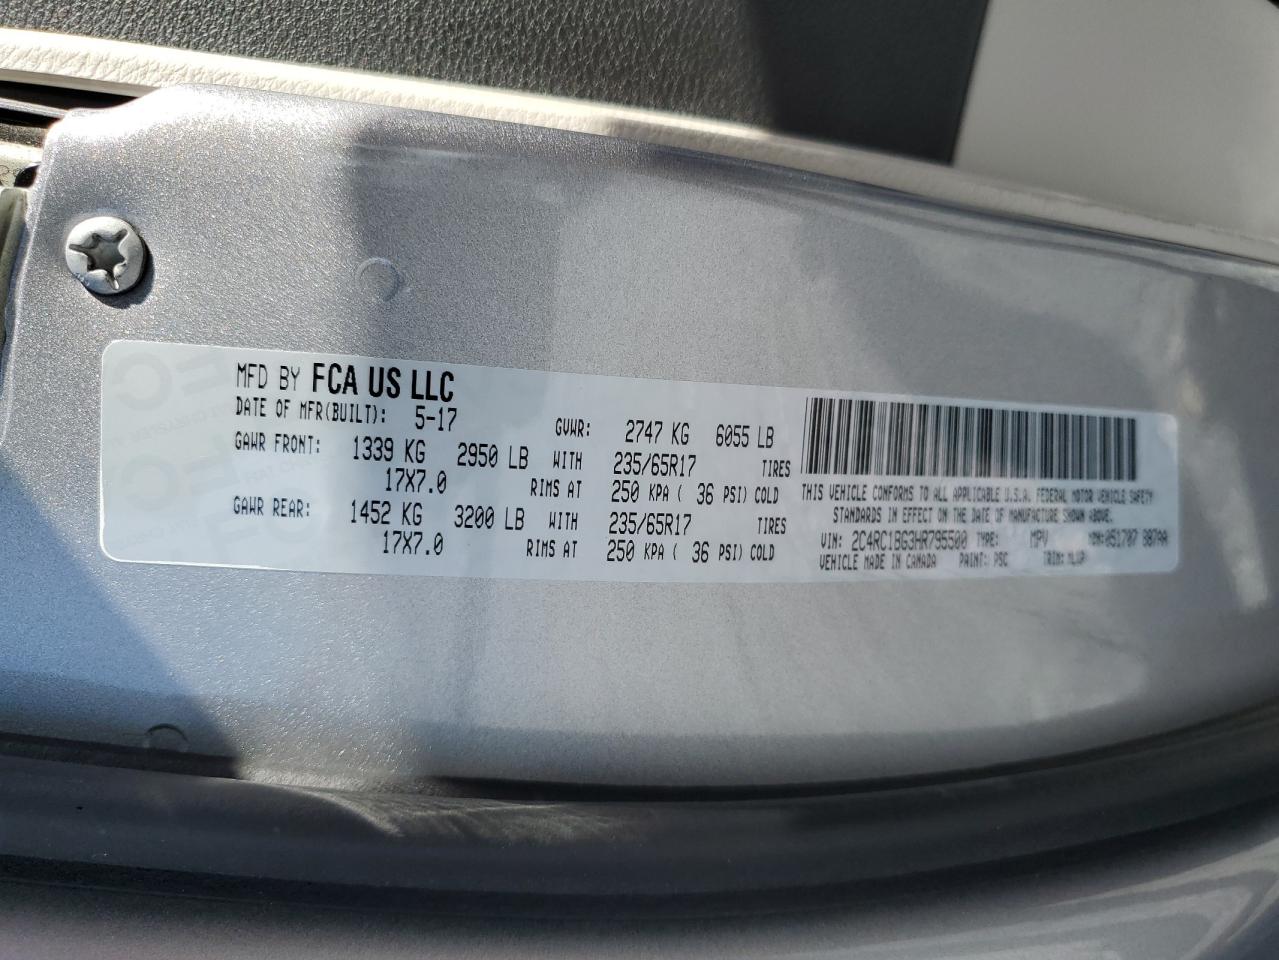 MFD BY FCA US LLC
DATE OF MFR(BUILT): 5-17 GVWR: 2747 KG 6055 LB
GAWR FRONT: 1339 KG 2950 LB WITH 235/65R17 TIRES
17X7.0 RIMS AT 250 KPA ( 36 PSI) COLD
GAWR REAR: 1452 KG 3200 LB WITH 235/65R17 TIRES
17X7.0 RIMS AT 250 KPA ( 36 PSI) COLD
THIS VEHICLE CONFORMS TO ALL APPLICABLE U.S.A. FEDERAL MOTOR VEHICLE SAFETY
STANDARDS IN EFFECT ON THE DATE OF MANUFACTURE SHOWN ABOVE.
VIN: 2C4RC1BG3HR795500 TYPE: MPV MDH: 051707
VEHICLE MADE IN CANADA PAINT: PSC TRIM: